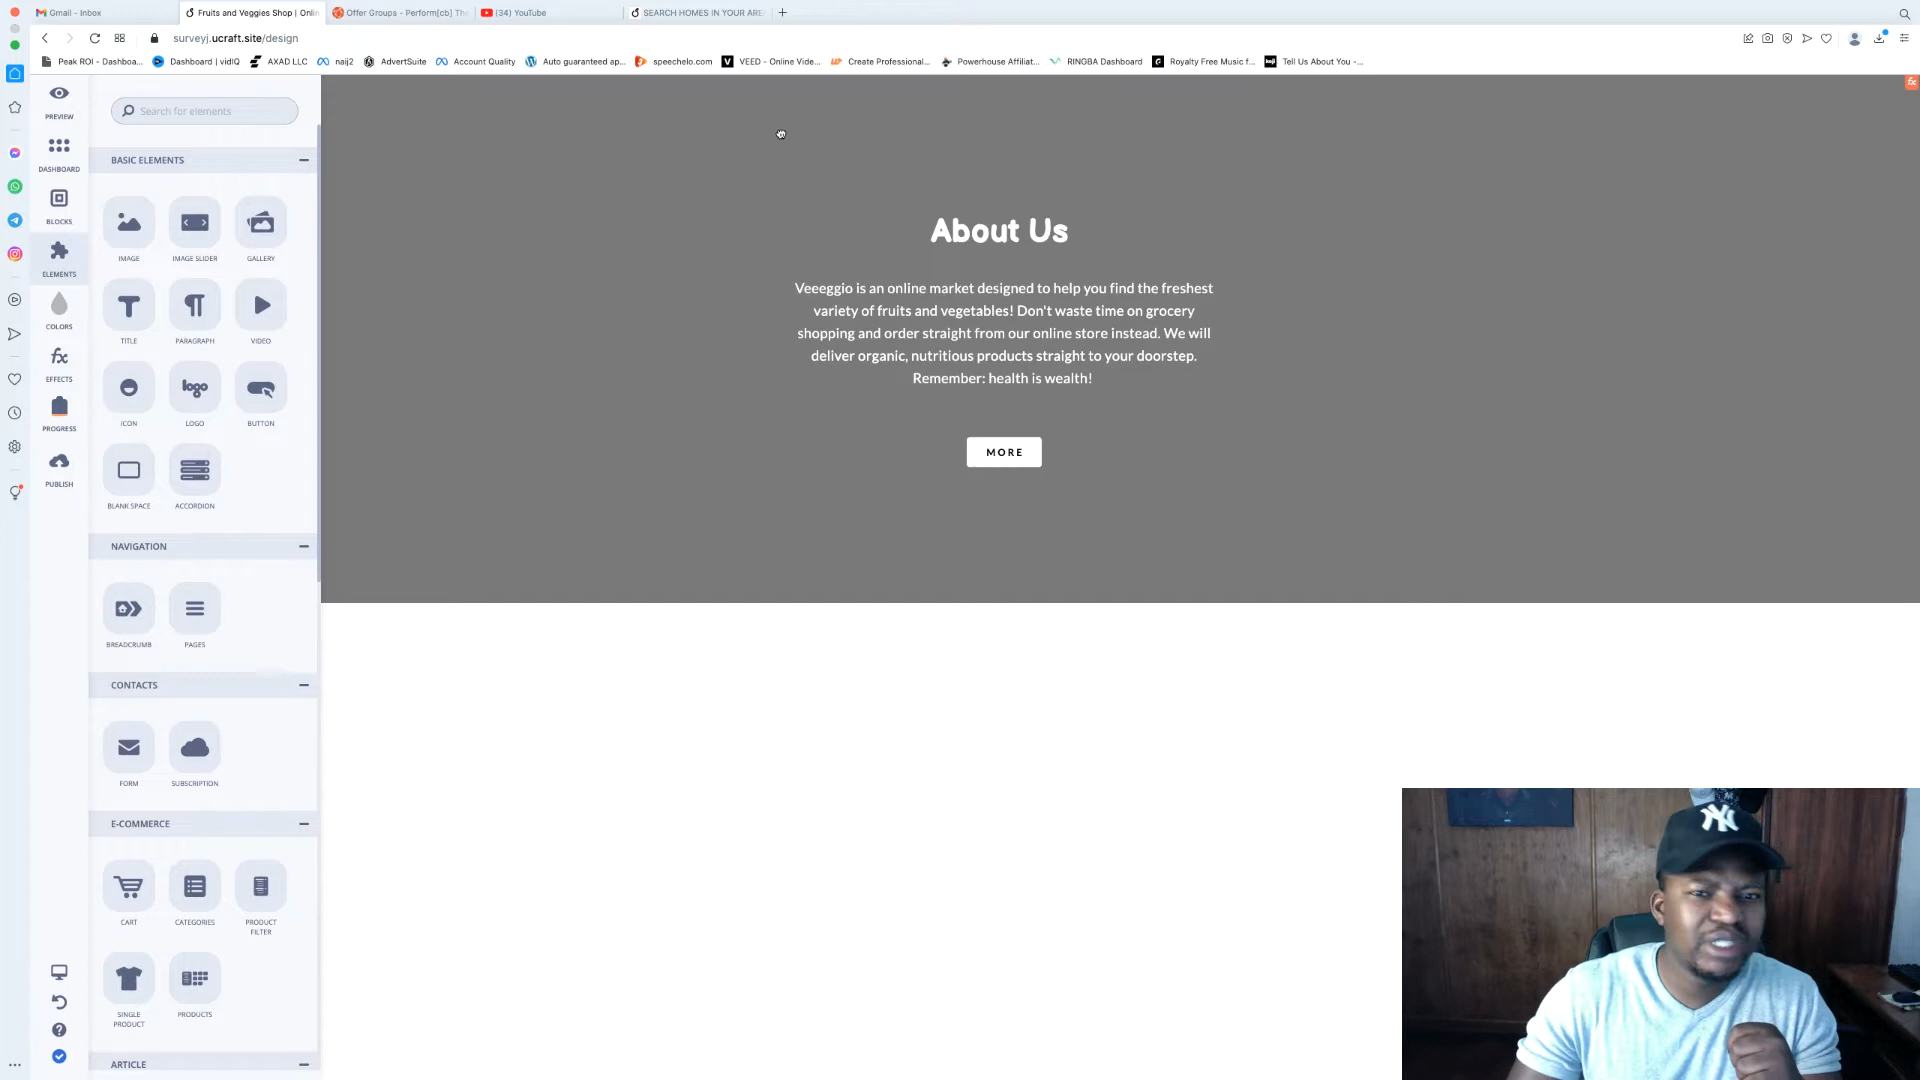 Gmail - Inbox
Fruits and Veggies Shop | Onlin
Offer Groups - Perform[cb] The
(34) YouTube
SEARCH HOMES IN YOUR ARE
surveyj.ucraft.site/design
Peak ROI - Dashboa...
Dashboard | vidIQ
AXAD LLC
naij2
AdvertSuite
Account Quality
Auto guaranteed ap...
speechelo.com
VEED - Online Vide...
Create Professional...
Powerhouse Affiliat...
RINGBA Dashboard
Royalty Free Music f...
Tell Us About You -...
PREVIEW
DASHBOARD
BLOCKS
ELEMENTS
COLORS
EFFECTS
PROGRESS
PUBLISH
Search for elements
BASIC ELEMENTS
IMAGE
IMAGE SLIDER
GALLERY
TITLE
PARAGRAPH
VIDEO
ICON
logo
LOGO
BUTTON
BLANK SPACE
ACCORDION
NAVIGATION
BREADCRUMB
PAGES
CONTACTS
FORM
SUBSCRIPTION
E-COMMERCE
CART
CATEGORIES
PRODUCT
FILTER
SINGLE
PRODUCT
PRODUCTS
ARTICLE
About Us
Veeeggio is an online market designed to help you find the freshest
variety of fruits and vegetables! Don't waste time on grocery
shopping and order straight from our online store instead. We will
deliver organic, nutritious products straight to your doorstep.
Remember: health is wealth!
MORE
NY